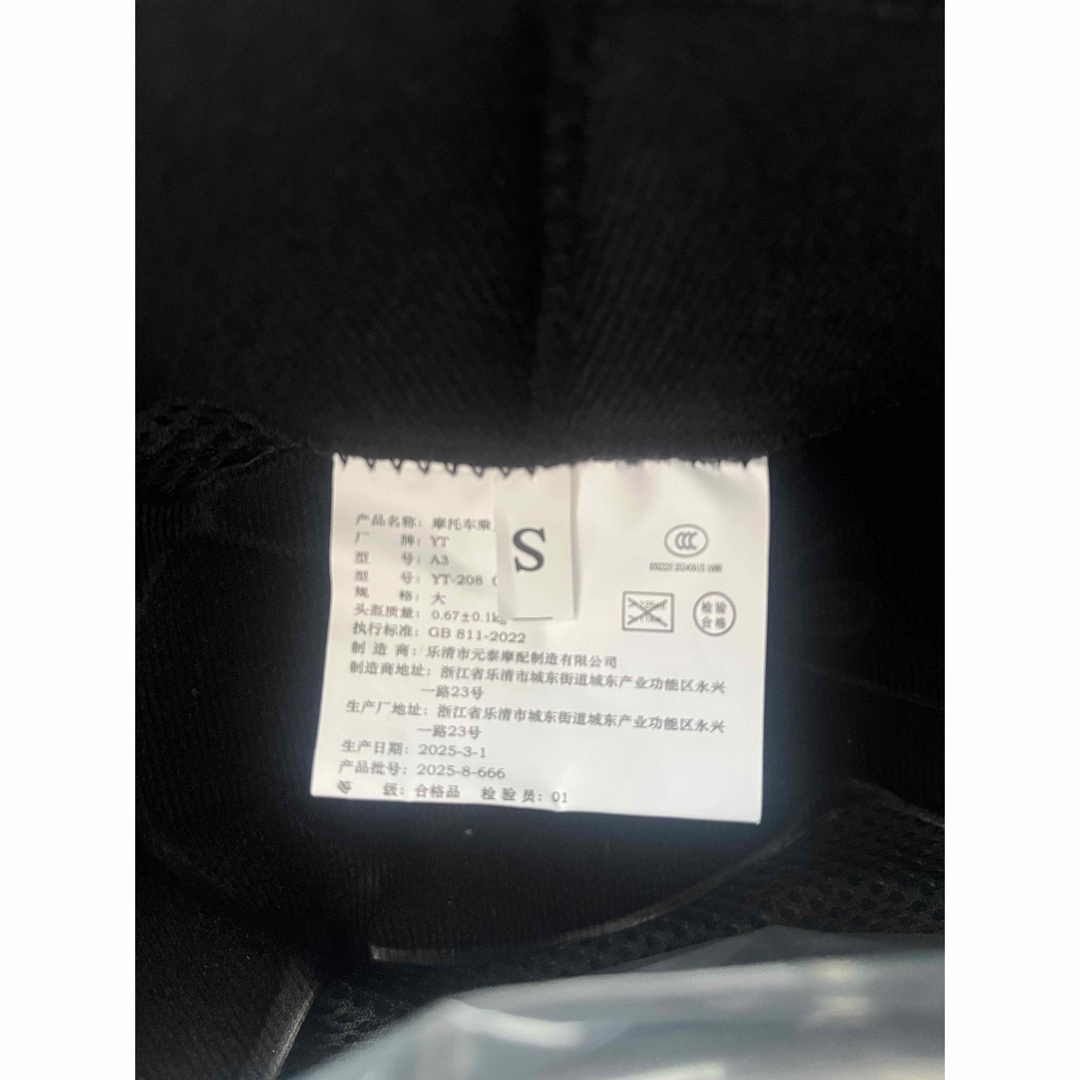 产品名称：摩托车乘
厂 牌：YT
型 号：A3
型 号：YT-208（
规 格：大
头盔质量：0.67±0.1kg
执行标准：GB 811-2022
制 造 商：乐清市元泰摩配制造有限公司
制造商地址：浙江省乐清市城东街道城东产业功能区永兴
一路23号
生产厂地址：浙江省乐清市城东街道城东产业功能区永兴
一路23号
生产日期：2025-3-1
产品批号：2025-8-666
等 级：合格品 检 验 员：01
S
CCC
检验
合格